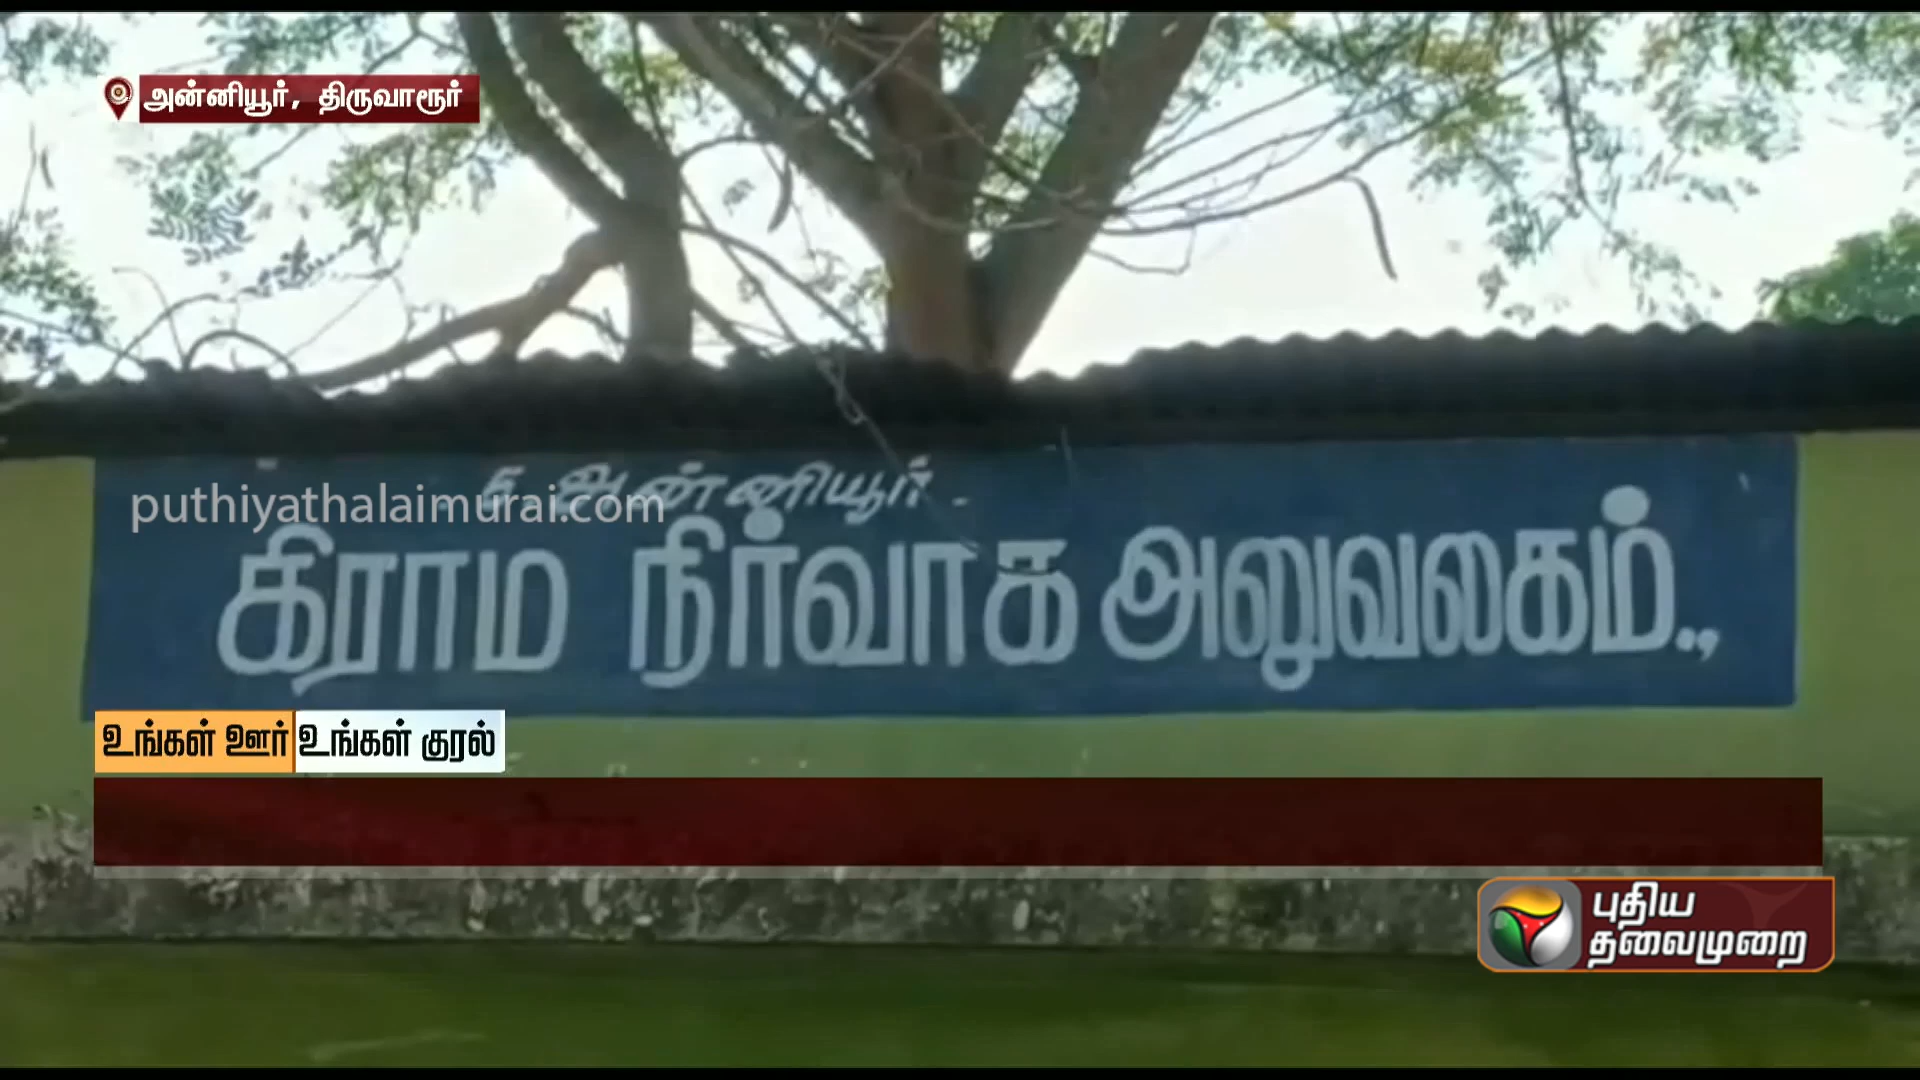 அன்னியூர், திருவாரூர்
அன்னியூர்
puthiyathalaimurai.com
கிராம நிர்வாக அலுவலகம்..,
உங்கள் ஊர் உங்கள் குரல்
புதிய
தலைமுறை